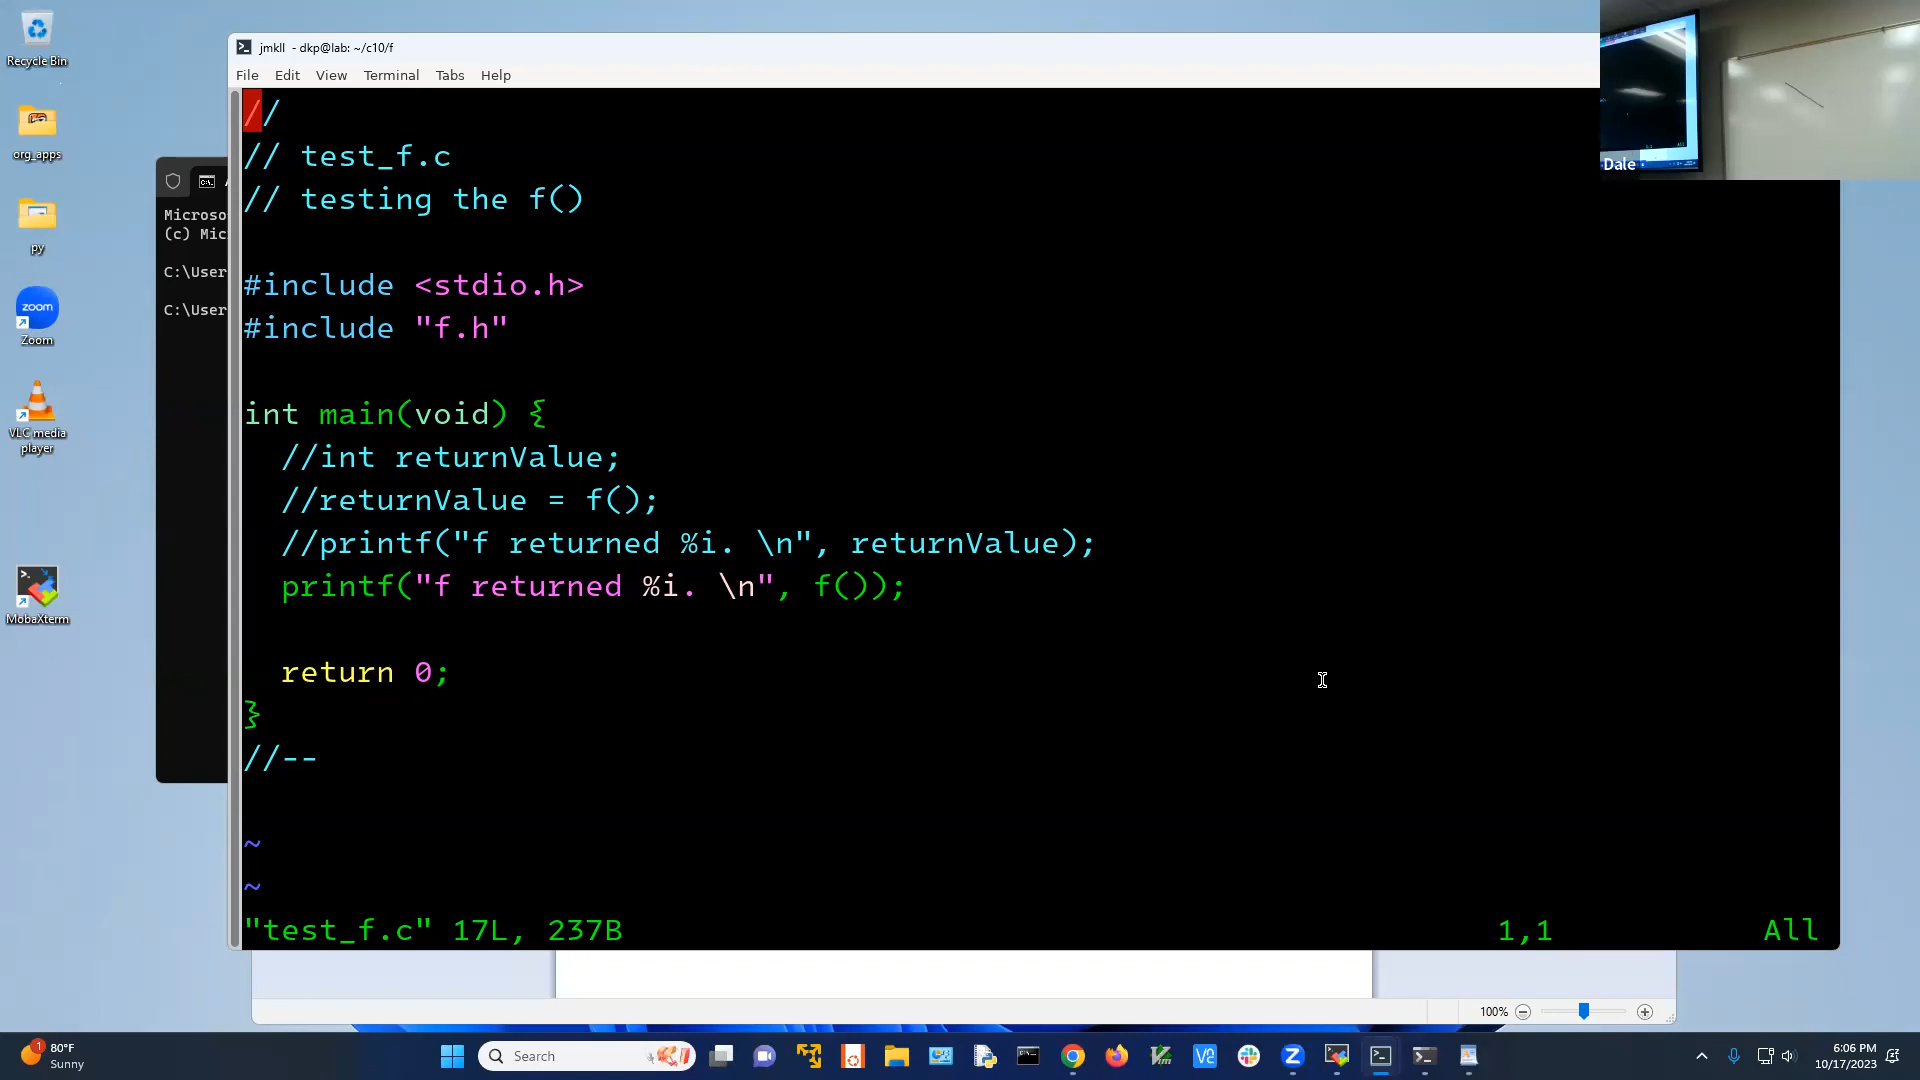 Recycle Bin
org_apps
py
zoom
Zoom
VLC media
player
MobaXterm
Microso
(c) Mic
C:\User
C:\User
jmkll - dkp@lab: ~/c10/f
File Edit View Terminal Tabs Help
//
// test_f.c
// testing the f()
#include <stdio.h>
#include "f.h"
int main(void) {
//int returnValue;
//returnValue = f();
//printf("f returned %i. \n", returnValue);
printf("f returned %i. \n", f());
return 0;
}
//--
~
~
"test_f.c" 17L, 237B 1,1 All
Dale
100%
1
80°F
Sunny
Search
6:06 PM
10/17/2023